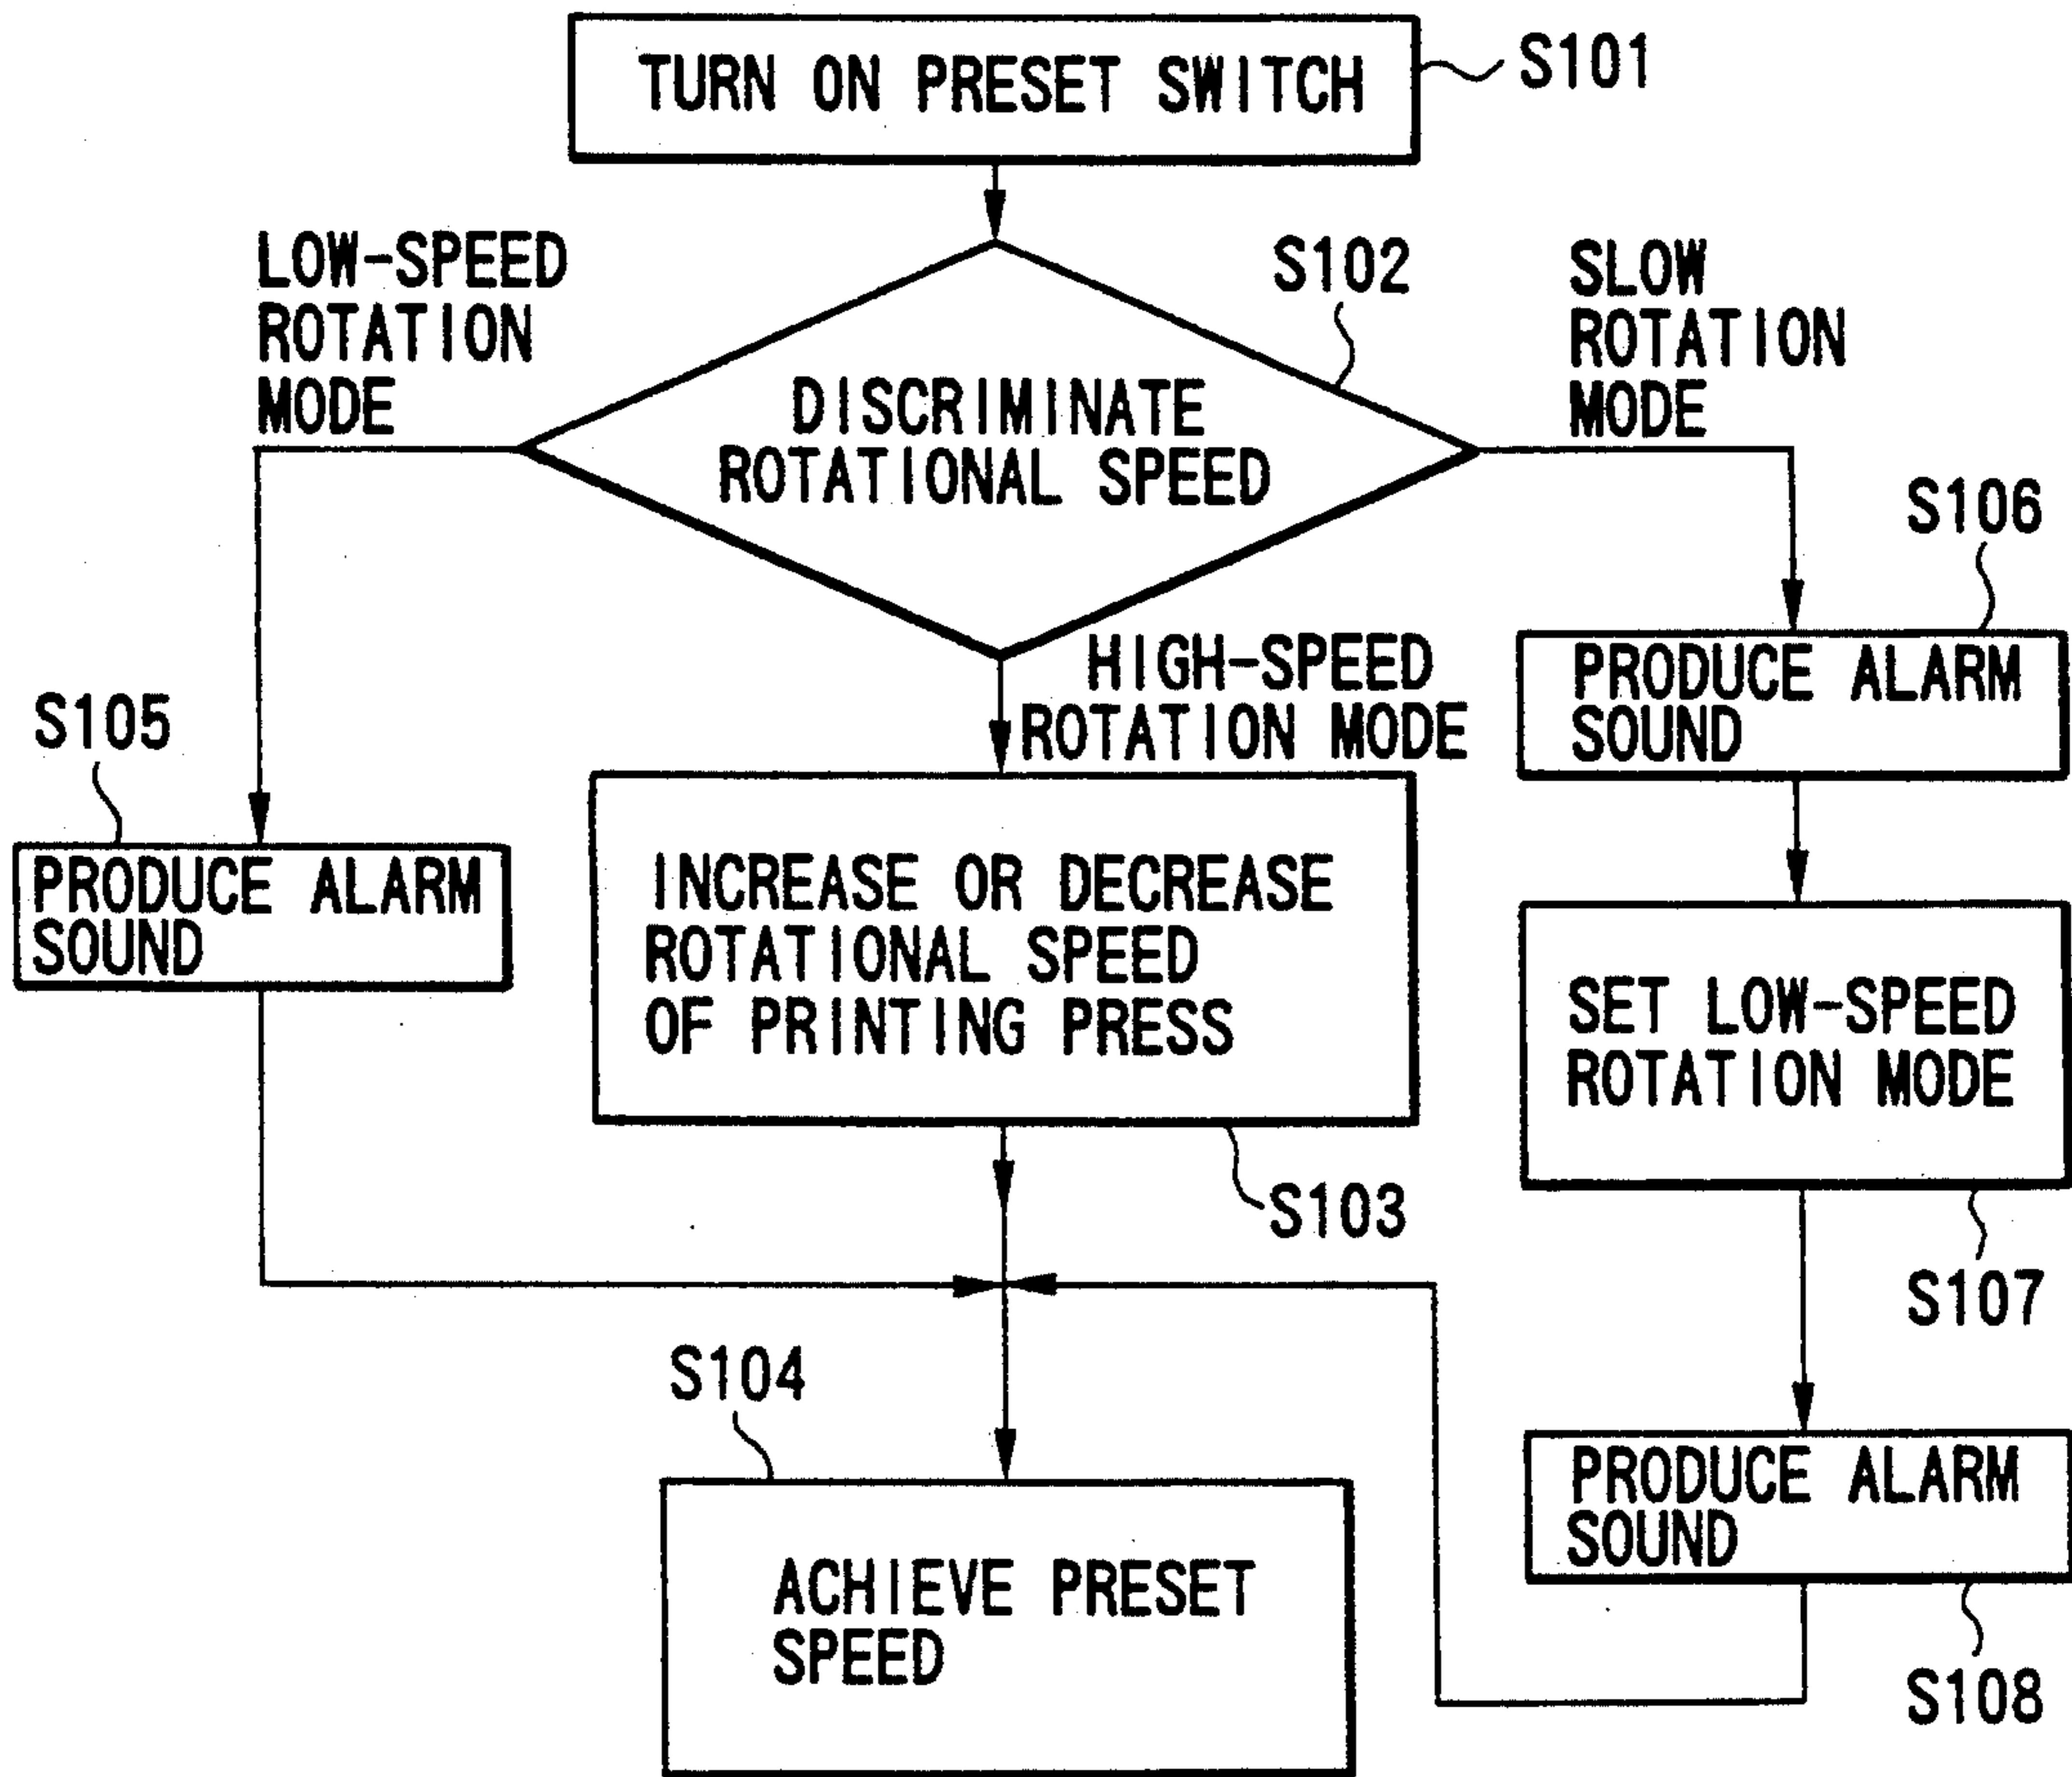 TURN ON PRESET SWITCH
S101
LOW-SPEED
ROTATION
MODE
S102
SLOW
ROTATION
MODE
DISCRIMINATE
ROTATIONAL SPEED
S106
HIGH-SPEED
ROTATION MODE
PRODUCE ALARM
SOUND
S105
PRODUCE ALARM
SOUND
INCREASE OR DECREASE
ROTATIONAL SPEED
OF PRINTING PRESS
SET LOW-SPEED
ROTATION MODE
S103
S107
S104
PRODUCE ALARM
SOUND
ACHIEVE PRESET
SPEED
S108